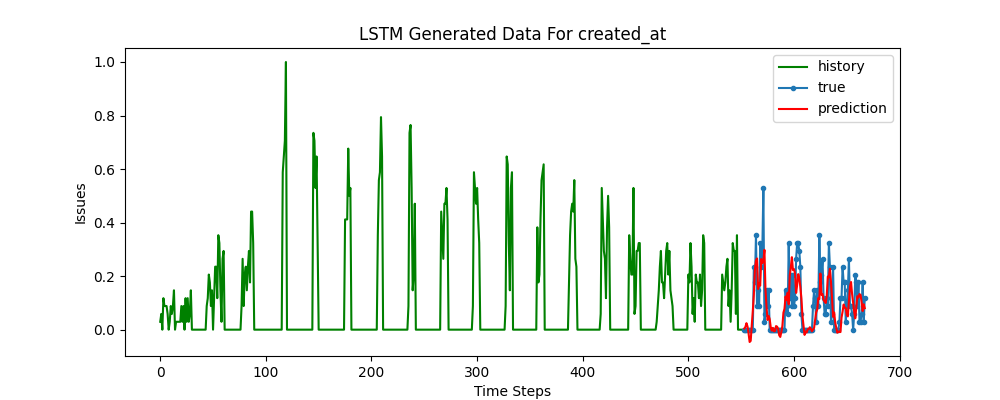 LSTM Generated Data For created_at
1.0
0.8
0.6
0.4
0.2
0.0
Issues
0
100
200
300
400
500
600
700
Time Steps
history
true
prediction